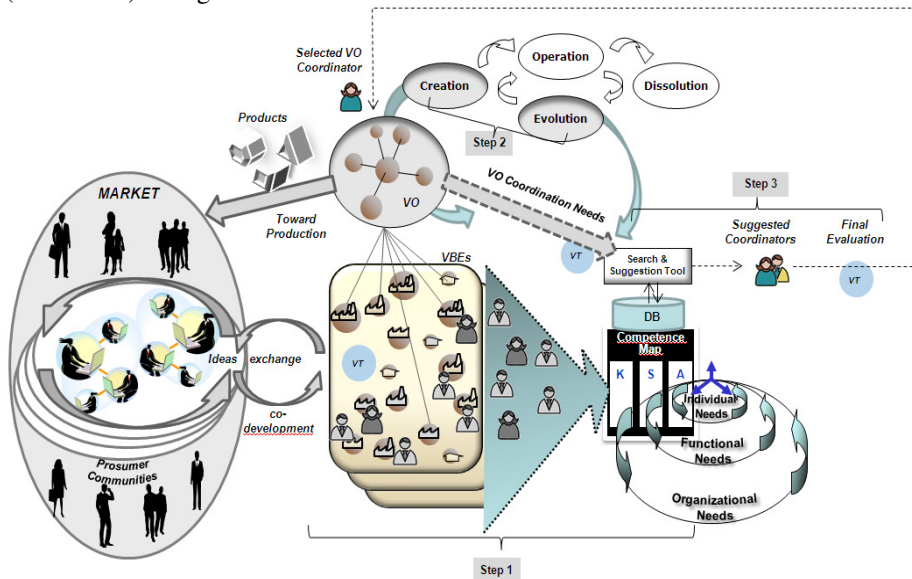 Selected VO
Coordinator
Operation
Creation
Dissolution
Evolution
Step 2
Products
MARKET
VO
VO Coordination Needs
Toward
Production
Step 3
Suggested
Coordinators
Final
Evaluation
VT
VT
Search &
Suggestion Tool
VBEs
DB
Competence
Map
K S A
VT
Ideas exchange
co-
development
Individual
Needs
Functional
Needs
Organizational
Needs
Prosumer
Communities
Step 1